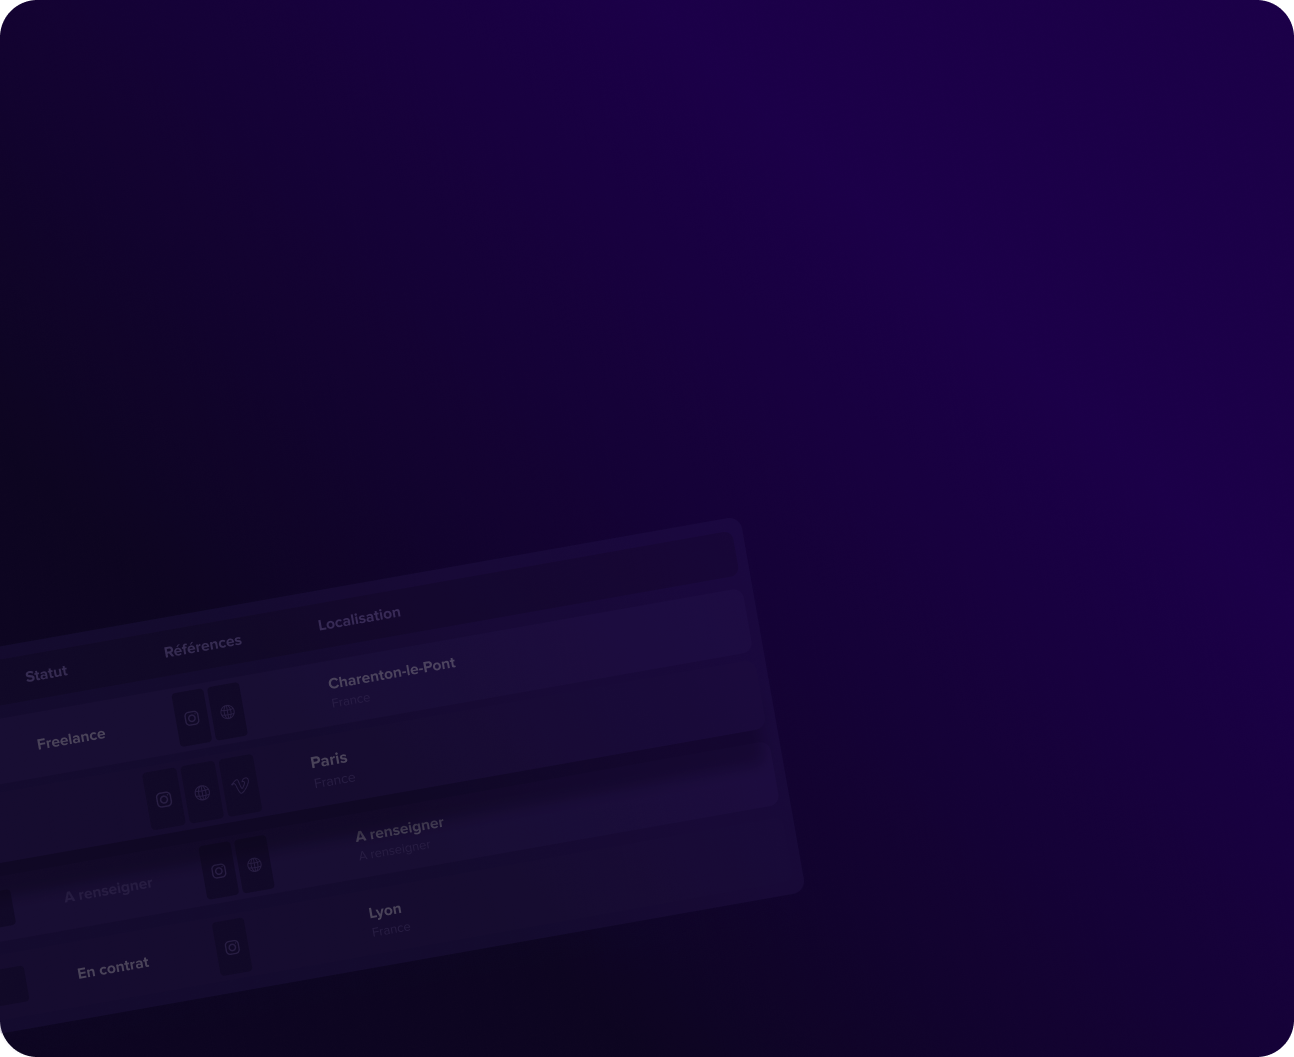 Statut Références Localisation
Freelance Charenton-le-Pont
France
Paris
France
A renseigner A renseigner
A renseigner
En contrat Lyon
France